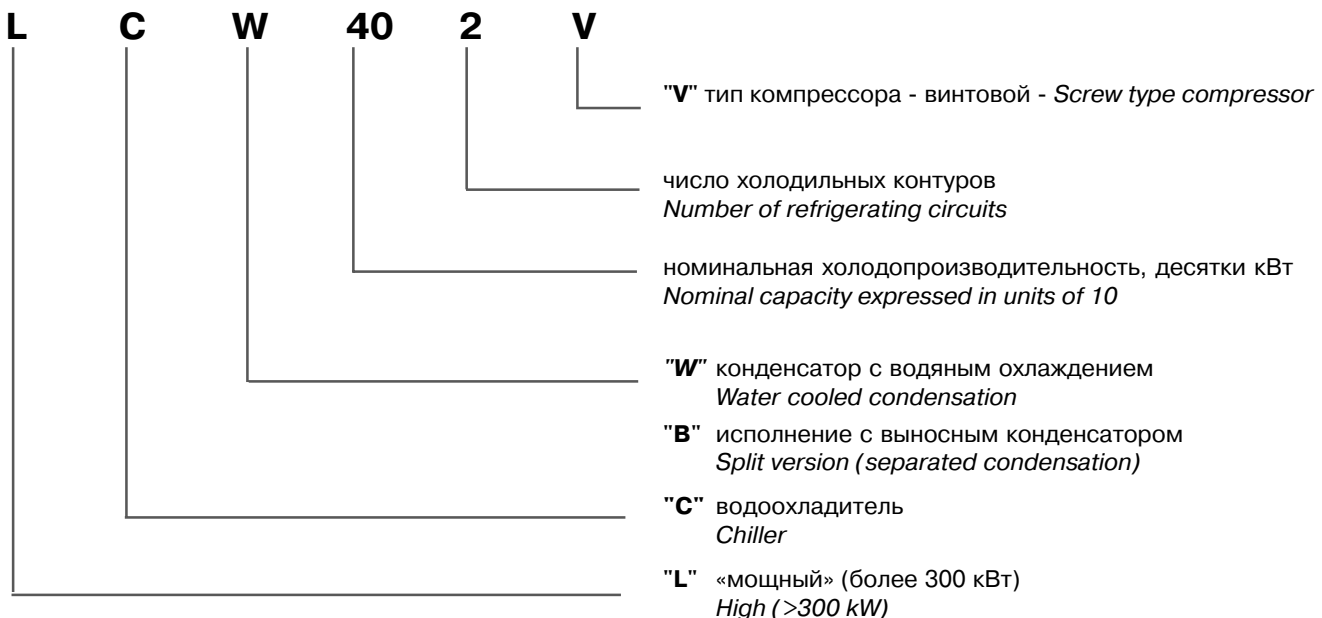 L C W 40 2 V
"V" тип компрессора - винтовой - Screw type compressor
число холодильных контуров
Number of refrigerating circuits
номинальная холодопроизводительность, десятки кВт
Nominal capacity expressed in units of 10
"W" конденсатор с водяным охлаждением
Water cooled condensation
"B" исполнение с выносным конденсатором
Split version (separated condensation)
"C" водоохладитель
Chiller
"L" «мощный» (более 300 кВт)
High (>300 kW)